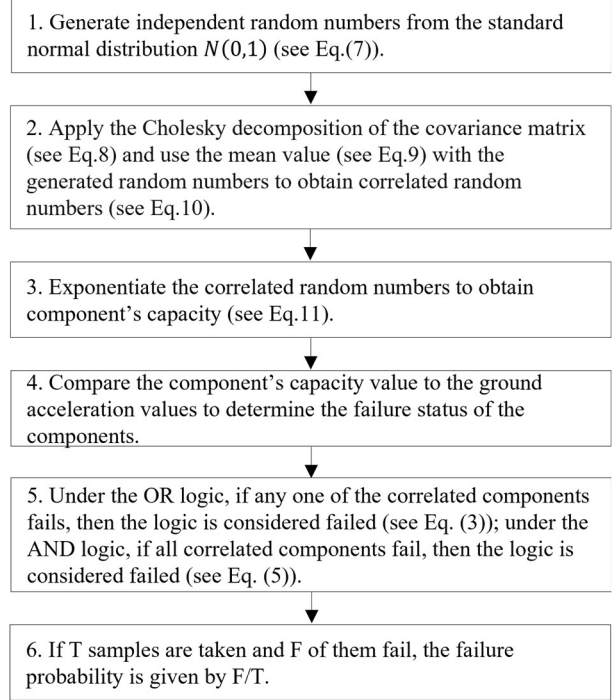 1. Generate independent random numbers from the standard
normal distribution N(0,1) (see Eq.(7)).
2. Apply the Cholesky decomposition of the covariance matrix
(see Eq.8) and use the mean value (see Eq.9) with the
generated random numbers to obtain correlated random
numbers (see Eq.10).
3. Exponentiate the correlated random numbers to obtain
component’s capacity (see Eq.11).
4. Compare the component’s capacity value to the ground
acceleration values to determine the failure status of the
components.
5. Under the OR logic, if any one of the correlated components
fails, then the logic is considered failed (see Eq. (3)); under the
AND logic, if all correlated components fail, then the logic is
considered failed (see Eq. (5)).
6. If T samples are taken and F of them fail, the failure
probability is given by F/T.